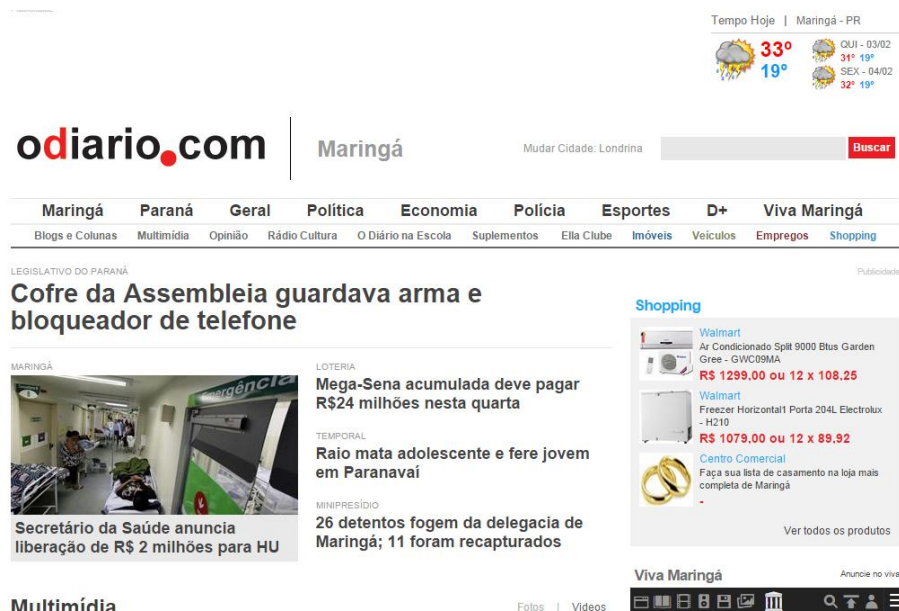 Tempo Hoje | Maringá - PR
33º
19º
QUI - 03/02
31º 19º
SEX - 04/02
32º 19º
odiario.com
Maringá
Mudar Cidade: Londrina
Buscar
Maringá Paraná Geral Política Economia Polícia Esportes D+ Viva Maringá
Blogs e Colunas Multimídia Opinião Rádio Cultura O Diário na Escola Suplementos Ella Clube Imóveis Veículos Empregos Shopping
LEGISLATIVO DO PARANÁ
Cofre da Assembleia guardava arma e
bloqueador de telefone
MARINGÁ
emergência
Secretário da Saúde anuncia
liberação de R$ 2 milhões para HU
LOTERIA
Mega-Sena acumulada deve pagar
R$24 milhões nesta quarta
TEMPORAL
Raio mata adolescente e fere jovem
em Paranavaí
MINIPRESÍDIO
26 detentos fogem da delegacia de
Maringá; 11 foram recapturados
Publicidade
Shopping
Walmart
Ar Condicionado Split 9000 Btus Garden
Gree - GWC09MA
R$ 1299,00 ou 12 x 108,25
Walmart
Freezer Horizontal1 Porta 204L Electrolux
- H210
R$ 1079,00 ou 12 x 89,92
Centro Comercial
Faça sua lista de casamento na loja mais
completa de Maringá
-
Ver todos os produtos
Viva Maringá
Anuncie no viva
Multimídia
Fotos | Videos